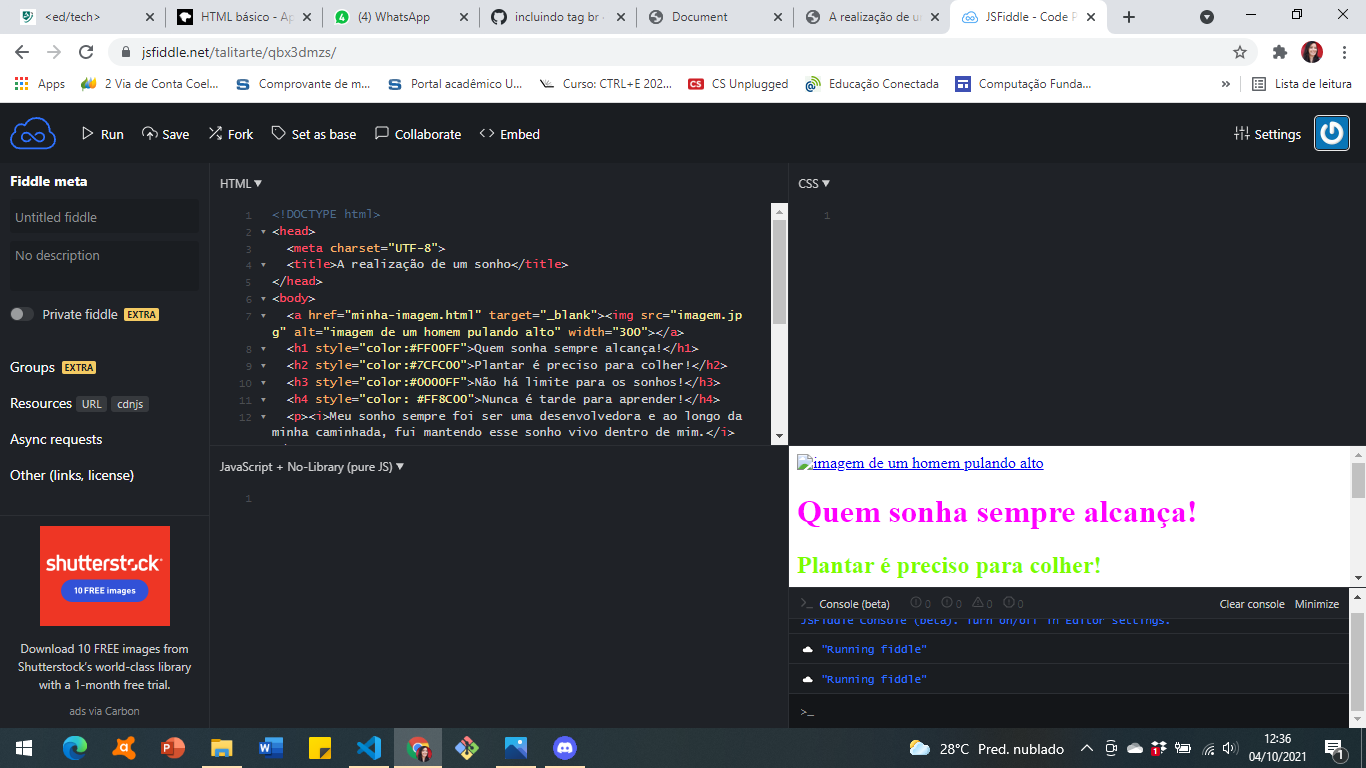 <ed/tech>
HTML básico - Ap
(4) WhatsApp
incluindo tag br
Document
A realização de u
JSFiddle - Code P
jsfiddle.net/talitarte/qbx3dmzs/
Apps
2 Via de Conta Coel...
Comprovante de m...
Portal acadêmico U...
Curso: CTRL+E 202...
CS Unplugged
Educação Conectada
Computação Funda...
»
Lista de leitura
Run
Save
Fork
Set as base
Collaborate
Embed
Settings
Fiddle meta
Untitled fiddle
No description
Private fiddle EXTRA
Groups EXTRA
Resources URL cdnjs
Async requests
Other (links, license)
shutterstock
10 FREE images
Download 10 FREE images from
Shutterstock's world-class library
with a 1-month free trial.
ads via Carbon
HTML
1 <!DOCTYPE html>
2 <head>
3 <meta charset="UTF-8">
4 <title>A realização de um sonho</title>
5 </head>
6 <body>
7 <a href="minha-imagem.html" target="_blank"><img src="imagem.jp
g" alt="imagem de um homem pulando alto" width="300"></a>
8 <h1 style="color:#FF00FF">Quem sonha sempre alcança!</h1>
9 <h2 style="color:#7CFC00">Plantar é preciso para colher!</h2>
10 <h3 style="color:#0000FF">Não há limite para os sonhos!</h3>
11 <h4 style="color: #FF8C00">Nunca é tarde para aprender!</h4>
12 <p><i>Meu sonho sempre foi ser uma desenvolvedora e ao longo da
minha caminhada, fui mantendo esse sonho vivo dentro de mim.</i>
CSS
1
JavaScript + No-Library (pure JS)
1
imagem de um homem pulando alto
Quem sonha sempre alcança!
Plantar é preciso para colher!
>_ Console (beta) 0 0 0 0 Clear console Minimize
JSFiddle Console (beta). Turn on/off in Editor settings.
"Running fiddle"
"Running fiddle"
>_
28°C Pred. nublado
12:36
04/10/2021
1